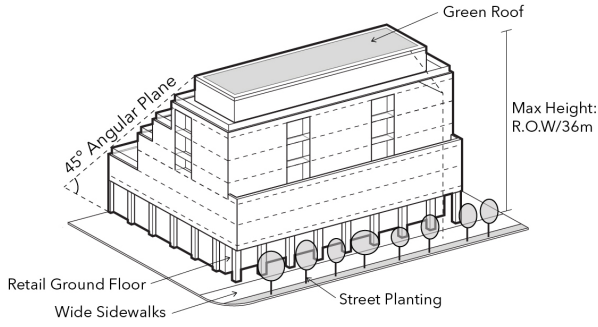 Green Roof
45° Angular Plane
Max Height:
R.O.W/36m
Retail Ground Floor
Street Planting
Wide Sidewalks